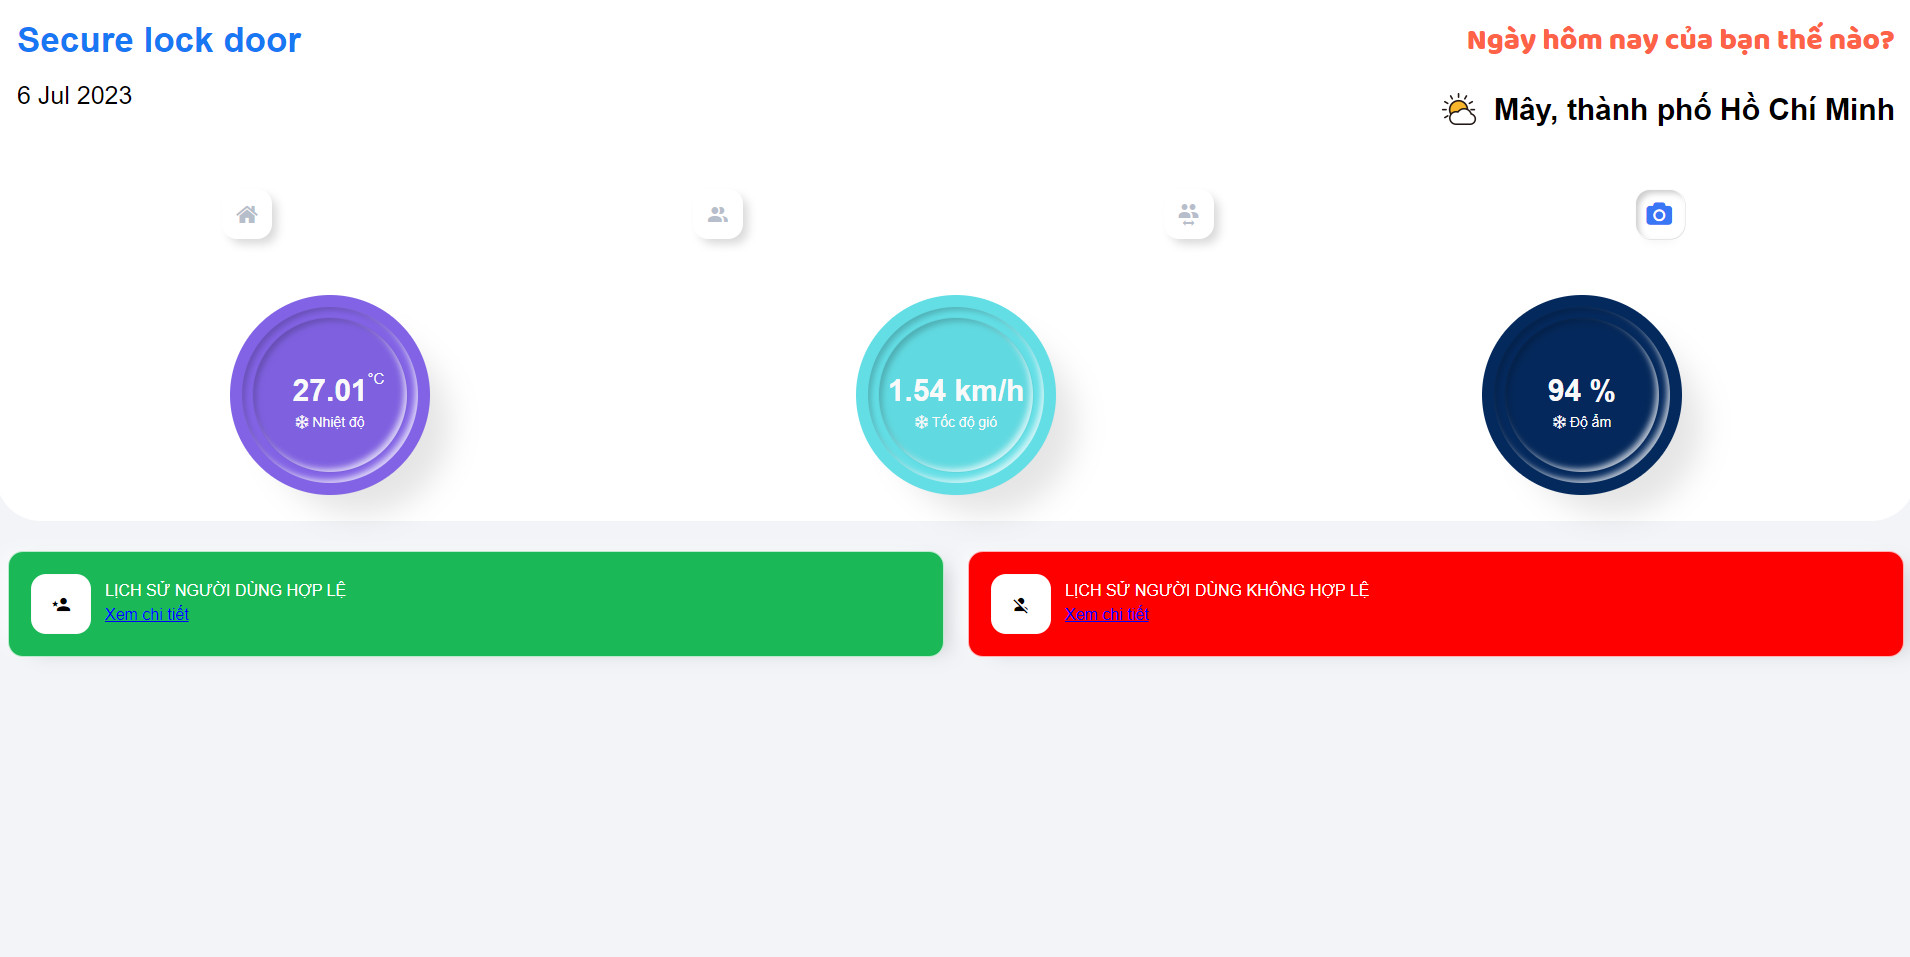 Secure lock door
Ngày hôm nay của bạn thế nào?
6 Jul 2023
Mây, thành phố Hồ Chí Minh
27.01°C
Nhiệt độ
1.54 km/h
Tốc độ gió
94 %
Độ ẩm
LỊCH SỬ NGƯỜI DÙNG HỢP LỆ
Xem chi tiết
LỊCH SỬ NGƯỜI DÙNG KHÔNG HỢP LỆ
Xem chi tiết